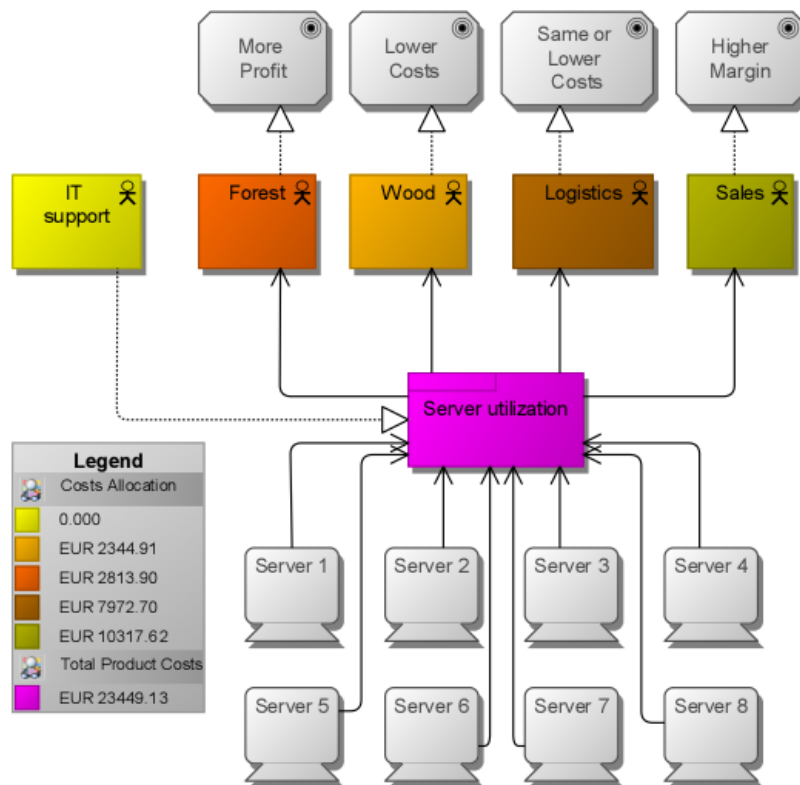 More
Profit
Lower
Costs
Same or
Lower
Costs
Higher
Margin
IT
support
Forest
Wood
Logistics
Sales
Server utilization
Legend
Costs Allocation
0.000
EUR 2344.91
EUR 2813.90
EUR 7972.70
EUR 10317.62
Total Product Costs
EUR 23449.13
Server 1
Server 2
Server 3
Server 4
Server 5
Server 6
Server 7
Server 8